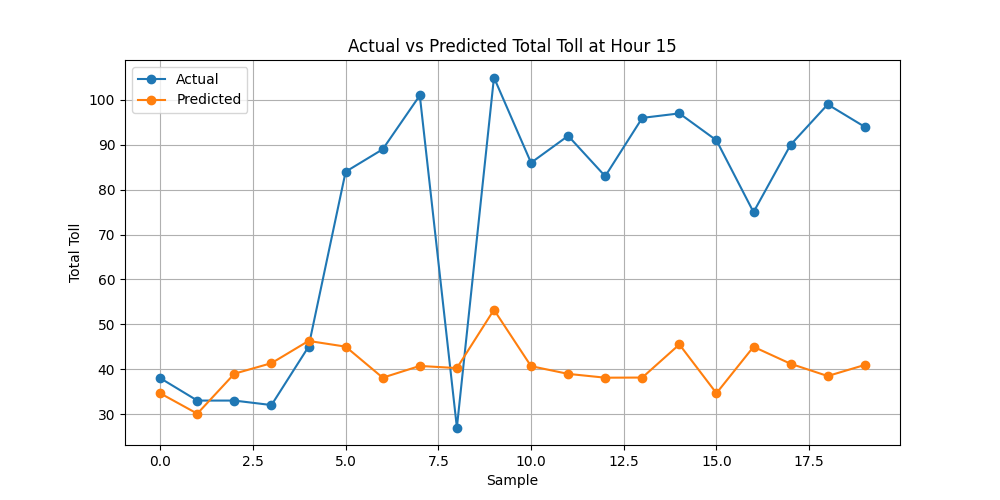 Actual vs Predicted Total Toll at Hour 15
Actual
Predicted
100
90
80
70
60
50
40
30
Total Toll
0.0 2.5 5.0 7.5 10.0 12.5 15.0 17.5
Sample